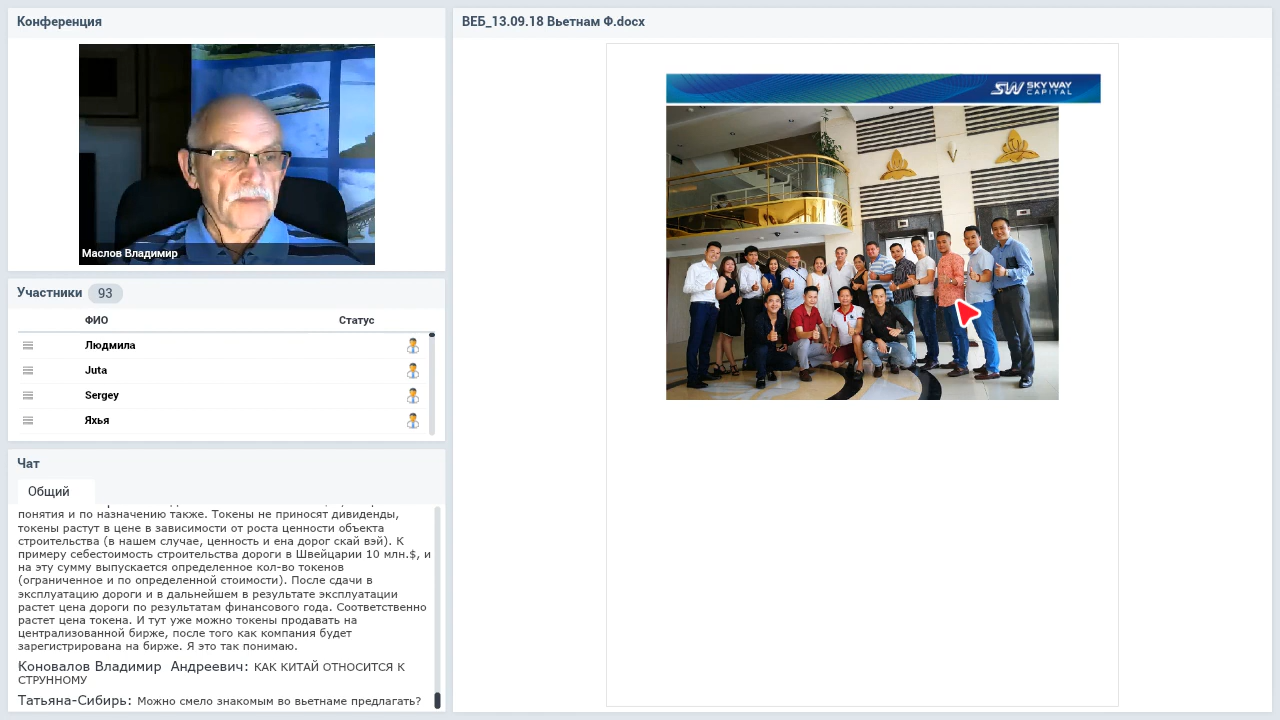 Конференция
Маслов Владимир
Участники 93
ФИО Статус
Людмила
Juta
Sergey
Яхья
Чат
Общий
понятия и по назначению также. Токены не приносят дивиденды,
токены растут в цене в зависимости от роста ценности объекта
строительства (в нашем случае, ценность и ена дорог скай вэй). К
примеру себестоимость строительства дороги в Швейцарии 10 млн.$, и
на эту сумму выпускается определенное кол-во токенов
(ограниченное и по определенной стоимости). После сдачи в
эксплуатацию дороги и в дальнейшем в результате эксплуатации
растет цена дороги по результатам финансового года. Соответственно
растет цена токена. И тут уже можно токены продавать на
централизованной бирже, после того как компания будет
зарегистрирована на бирже. Я это так понимаю.
Коновалов Владимир Андреевич: КАК КИТАЙ ОТНОСИТСЯ К
СТРУННОМУ
Татьяна-Сибирь: Можно смело знакомым во вьетнаме предлагать?
ВЕБ_13.09.18 Вьетнам Ф.docx
SW SKY WAY
CAPITAL